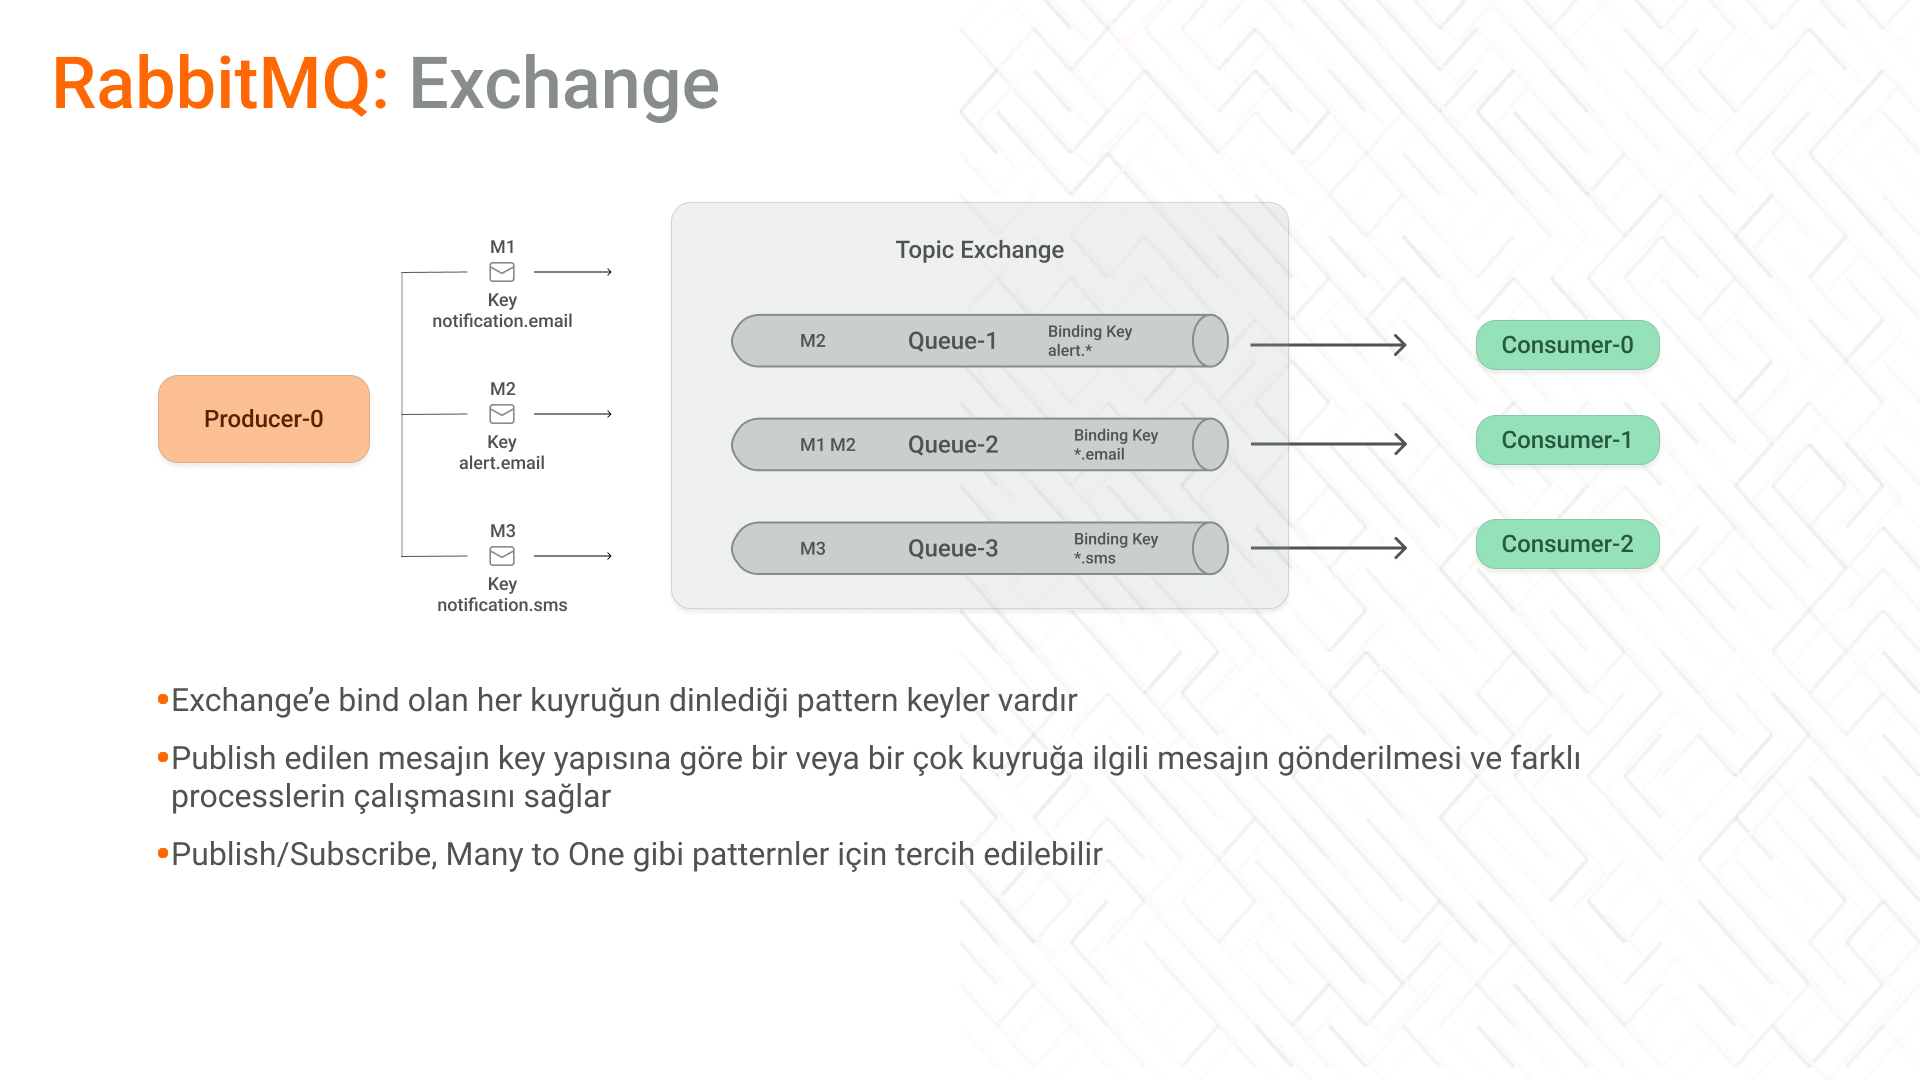 RabbitMQ: Exchange
Topic Exchange
Producer-0
M1
Key
notification.email
M2
Key
alert.email
M3
Key
notification.sms
M2 Queue-1 Binding Key
alert.*
M1 M2 Queue-2 Binding Key
*.email
M3 Queue-3 Binding Key
*.sms
Consumer-0
Consumer-1
Consumer-2
•Exchange’e bind olan her kuyruğun dinlediği pattern keyler vardır
•Publish edilen mesajın key yapısına göre bir veya bir çok kuyruğa ilgili mesajın gönderilmesi ve farklı
processlerin çalışmasını sağlar
•Publish/Subscribe, Many to One gibi patternler için tercih edilebilir